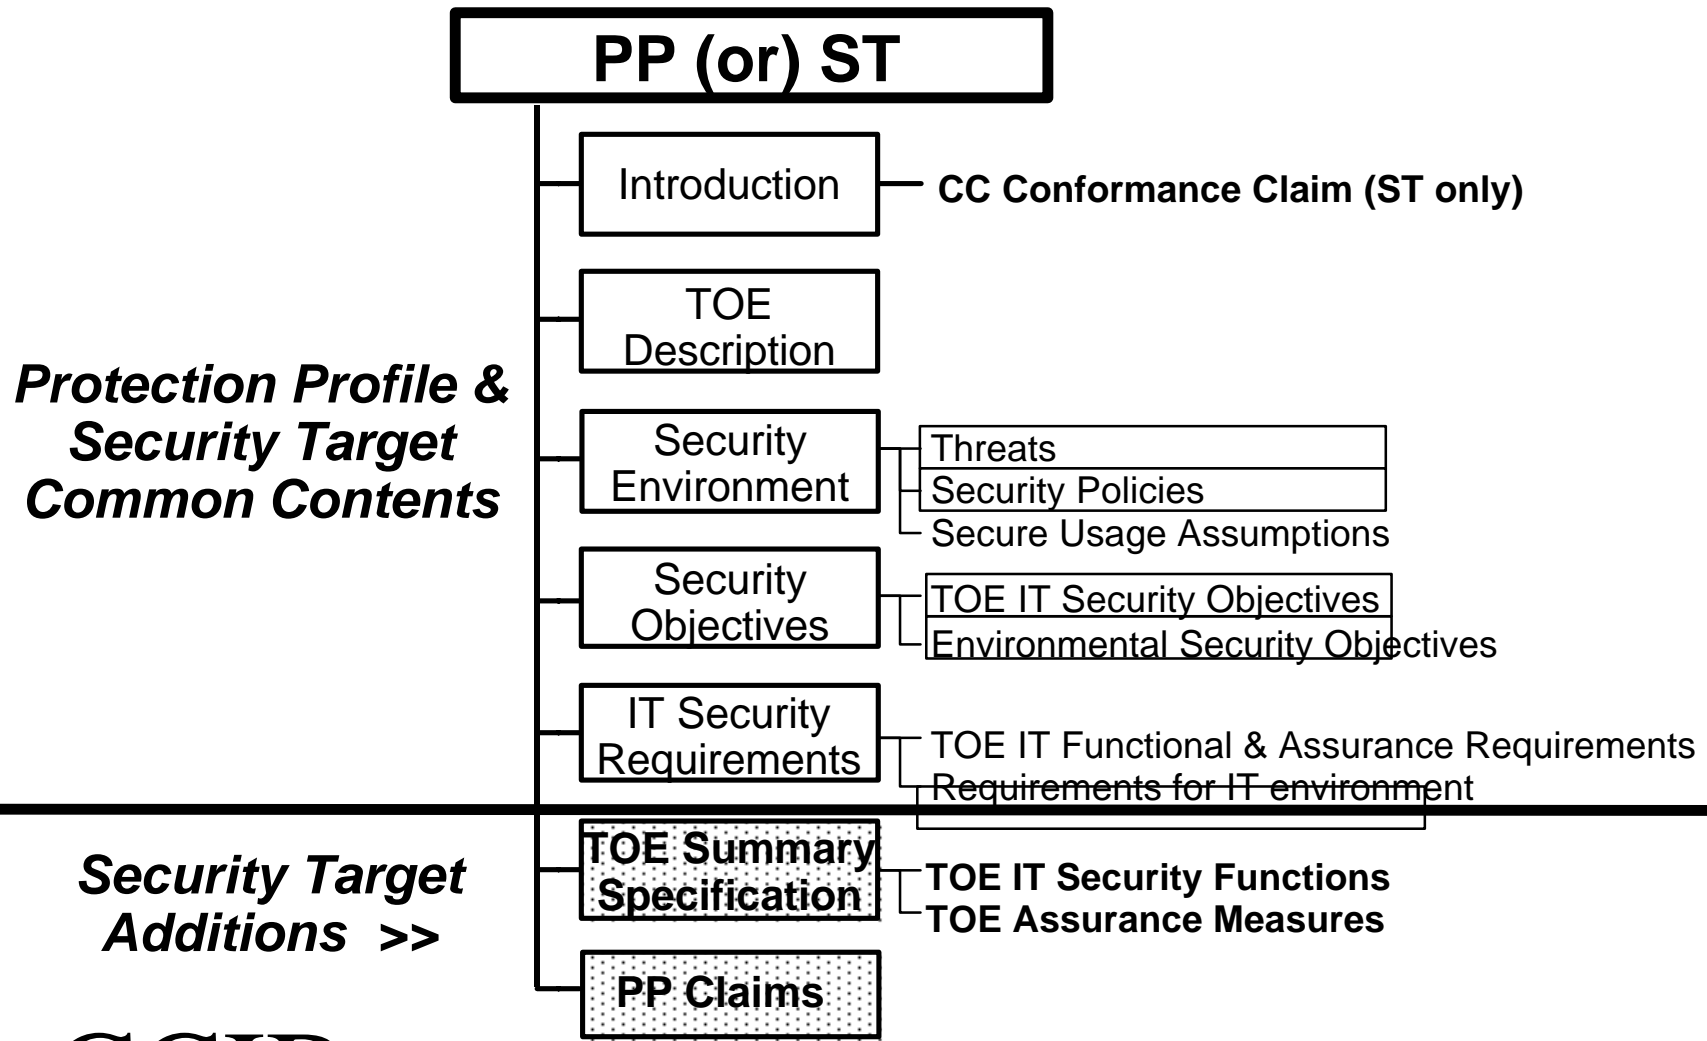 PP (or) ST
Introduction
CC Conformance Claim (ST only)
TOE
Description
Protection Profile &
Security Target
Common Contents
Security
Environment
Threats
Security Policies
Secure Usage Assumptions
Security
Objectives
TOE IT Security Objectives
Environmental Security Objectives
IT Security
Requirements
TOE IT Functional & Assurance Requirements
Requirements for IT environment
Security Target
Additions >>
TOE Summary
Specification
TOE IT Security Functions
TOE Assurance Measures
PP Claims